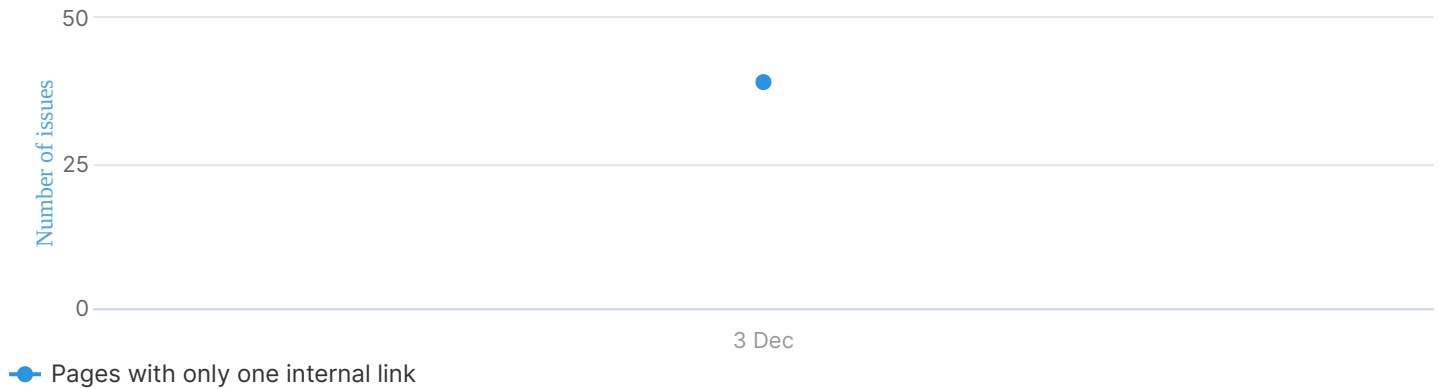 50
Number of issues
25
0
3 Dec
Pages with only one internal link